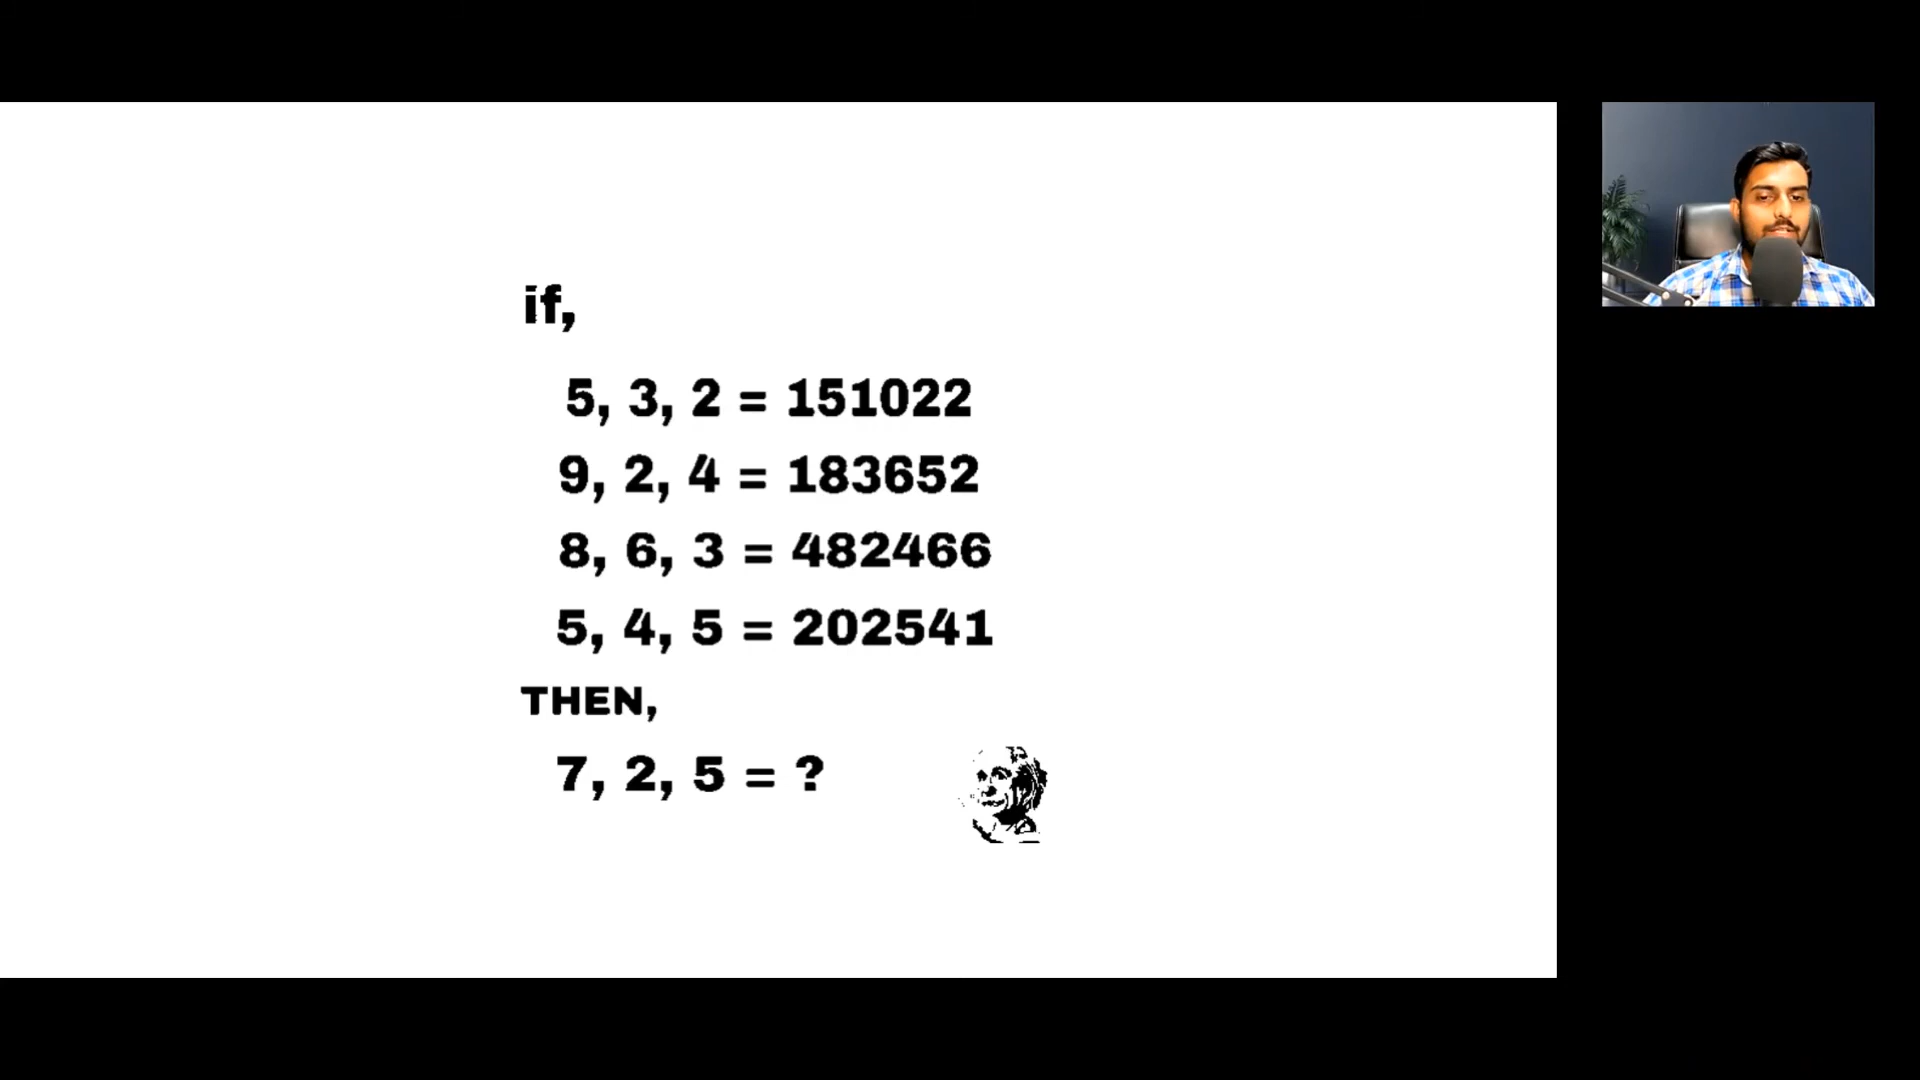 if,
5, 3, 2 = 151022
9, 2, 4 = 183652
8, 6, 3 = 482466
5, 4, 5 = 202541
THEN,
7, 2, 5 = ?